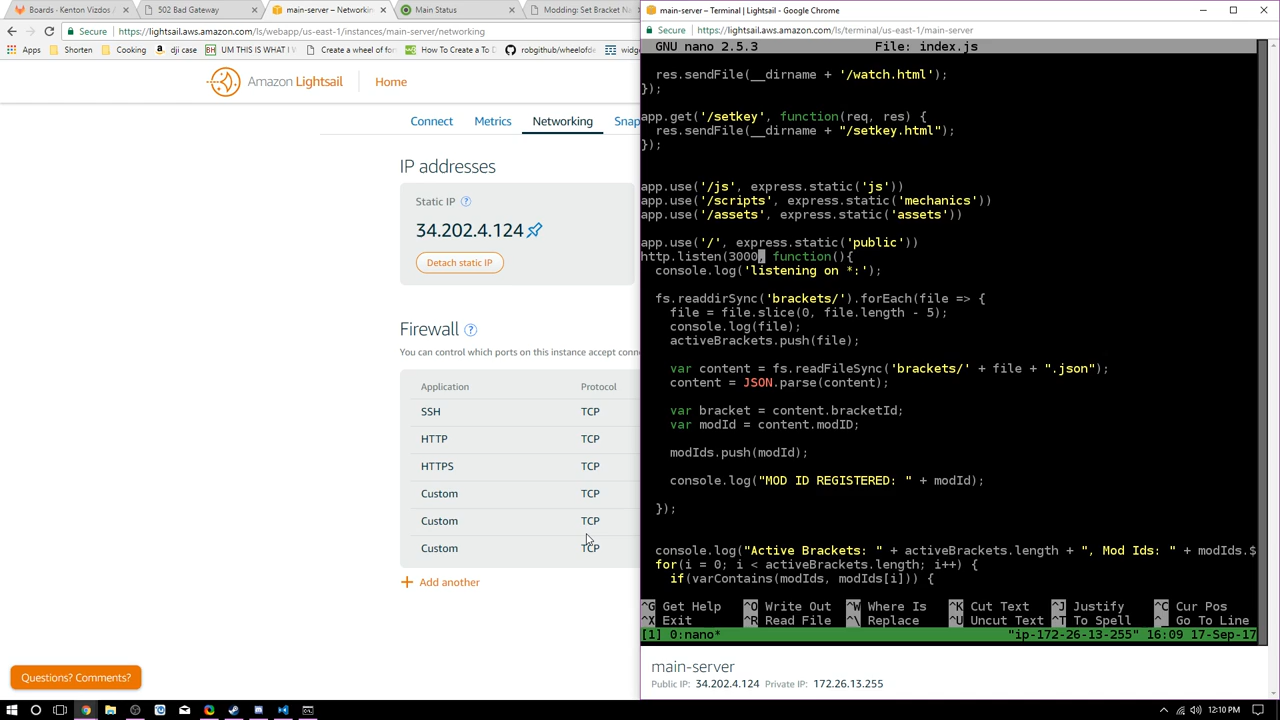 Boards - Kenton Vizdos
502 Bad Gateway
main-server – Networkin
Main Status
Modding: Set Bracket N
Secure
https://lightsail.aws.amazon.com/ls/webapp/us-east-1/instances/main-server/networking
Apps
Shorten
Cooking
dji cam
UM THIS IS WHAT I W
Create a wheel of fort
How To Create a To D
robgithub/wheelofde
widge
Amazon Lightsail
Home
Connect
Metrics
Networking
Snap
IP addresses
Static IP
34.202.4.124
Detach static IP
Firewall
You can control which ports on this instance accept conn
Application
Protocol
SSH
TCP
HTTP
TCP
HTTPS
TCP
Custom
TCP
Custom
TCP
Custom
TCP
Add another
Questions? Comments?
main-server – Terminal | Lightsail - Google Chrome
Secure
https://lightsail.aws.amazon.com/ls/terminal/us-east-1/main-server
GNU nano 2.5.3 File: index.js
res.sendFile(__dirname + '/watch.html');
});
app.get('/setkey', function(req, res) {
res.sendFile(__dirname + "/setkey.html");
});
app.use('/js', express.static('js'))
app.use('/scripts', express.static('mechanics'))
app.use('/assets', express.static('assets'))
app.use('/', express.static('public'))
http.listen(3000, function(){
console.log('listening on *:');
fs.readdirSync('brackets/').forEach(file => {
file = file.slice(0, file.length - 5);
console.log(file);
activeBrackets.push(file);
var content = fs.readFileSync('brackets/' + file + ".json");
content = JSON.parse(content);
var bracket = content.bracketId;
var modId = content.modID;
modIds.push(modId);
console.log("MOD ID REGISTERED: " + modId);
});
console.log("Active Brackets: " + activeBrackets.length + ", Mod Ids: " + modIds.$
for(i = 0; i < activeBrackets.length; i++) {
if(varContains(modIds, modIds[i])) {
^G Get Help ^O Write Out ^W Where Is ^K Cut Text ^J Justify ^C Cur Pos
^X Exit ^R Read File ^\ Replace ^U Uncut Text ^T To Spell ^_ Go To Line
[1] 0:nano* "ip-172-26-13-255" 16:09 17-Sep-17
main-server
Public IP: 34.202.4.124 Private IP: 172.26.13.255
12:10 PM